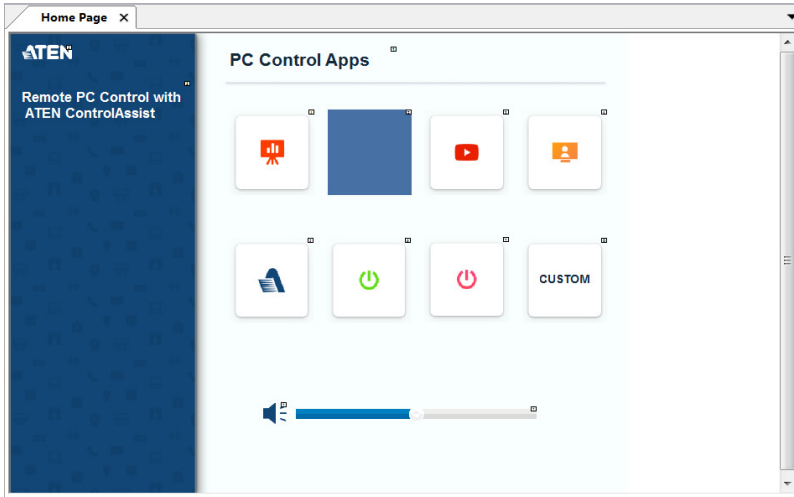 Home Page X
ATEN
PC Control Apps
Remote PC Control with
ATEN ControlAssist
CUSTOM